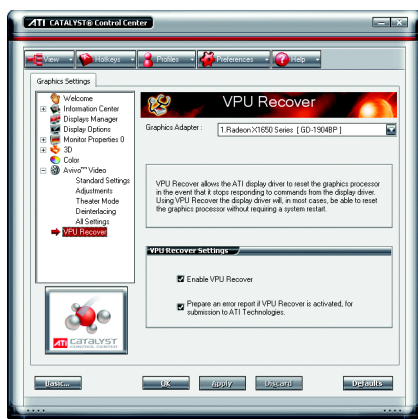 ATI CATALYST® Control Center
View
Hotkeys
Profiles
Preferences
Help
Graphics Settings
Welcome
Information Center
Displays Manager
Display Options
Monitor Properties 0
3D
Color
Avivo™ Video
Standard Settings
Adjustments
Theater Mode
Deinterlacing
All Settings
VPU Recover
VPU Recover
Graphics Adapter :
1.Radeon X1650 Series [ GD-1904BP ]
VPU Recover allows the ATI display driver to reset the graphics processor
in the event that it stops responding to commands from the display driver.
Using VPU Recover the display driver will, in most cases, be able to reset
the graphics processor without requiring a system restart.
VPU Recover Settings
Enable VPU Recover
Prepare an error report if VPU Recover is activated, for
submission to ATI Technologies.
ATI CATALYST
CONTROL CENTER
Basic...
OK
Apply
Discard
Defaults